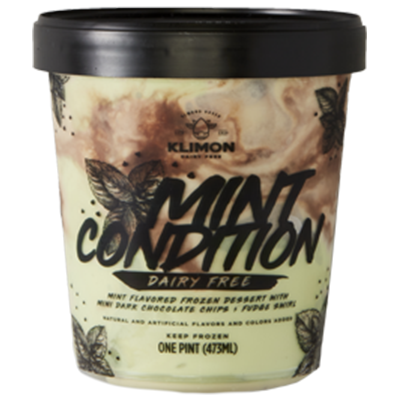 KLIMON
DAIRY FREE
MINT
CONDITION
DAIRY FREE
MINT FLAVORED FROZEN DESSERT WITH
MINI DARK CHOCOLATE CHIPS + FUDGE SWIRL
NATURAL AND ARTIFICIAL FLAVORS AND COLORS ADDED
KEEP FROZEN
ONE PINT (473ML)